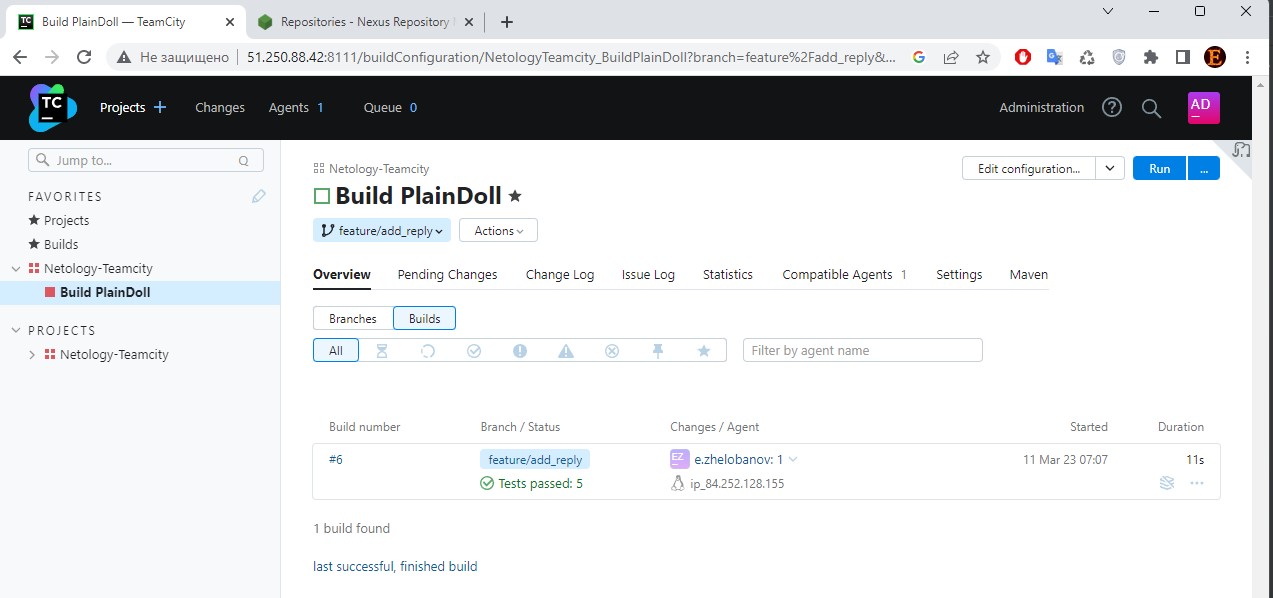 Build PlainDoll — TeamCity
Repositories - Nexus Repository
Не защищено 51.250.88.42:8111/buildConfiguration/NetologyTeamcity_BuildPlainDoll?branch=feature%2Fadd_reply&...
TC
Projects
Changes
Agents 1
Queue 0
Administration
AD
Jump to...
Q
FAVORITES
Projects
Builds
Netology-Teamcity
Build PlainDoll
PROJECTS
Netology-Teamcity
Netology-Teamcity
Edit configuration...
Run
...
Build PlainDoll
feature/add_reply
Actions
Overview
Pending Changes
Change Log
Issue Log
Statistics
Compatible Agents 1
Settings
Maven
Branches
Builds
All
Filter by agent name
Build number
Branch / Status
Changes / Agent
Started
Duration
#6
feature/add_reply
EZ
e.zhelobanov: 1
11 Mar 23 07:07
11s
Tests passed: 5
ip_84.252.128.155
1 build found
last successful, finished build